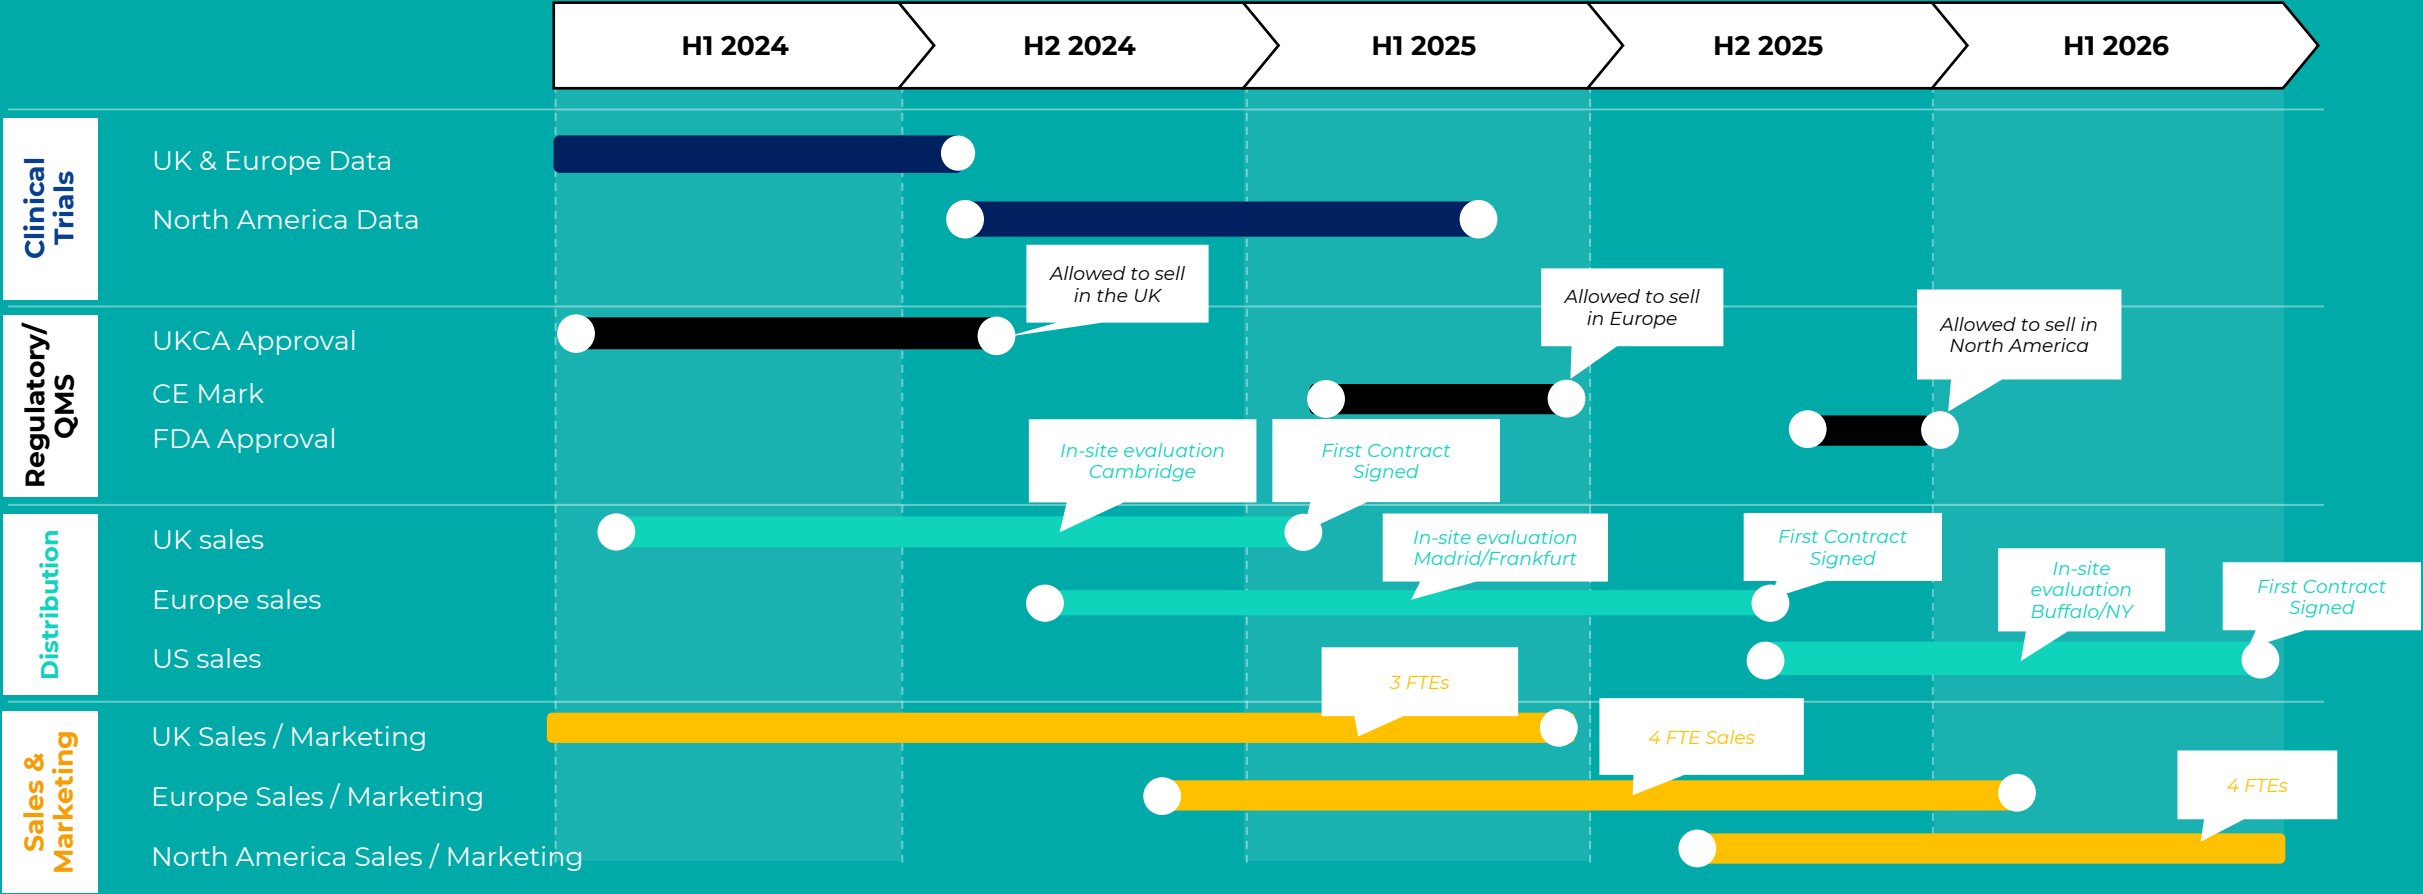 H1 2024
H2 2024
H1 2025
H2 2025
H1 2026
Clinical
Trials
UK & Europe Data
North America Data
Allowed to sell
in the UK
Allowed to sell
in Europe
Allowed to sell in
North America
Regulatory/
QMS
UKCA Approval
CE Mark
FDA Approval
In-site evaluation
Cambridge
First Contract
Signed
Distribution
UK sales
Europe sales
US sales
In-site evaluation
Madrid/Frankfurt
First Contract
Signed
In-site
evaluation
Buffalo/NY
First Contract
Signed
Sales &
Marketing
UK Sales / Marketing
Europe Sales / Marketing
North America Sales / Marketing
3 FTEs
4 FTE Sales
4 FTEs